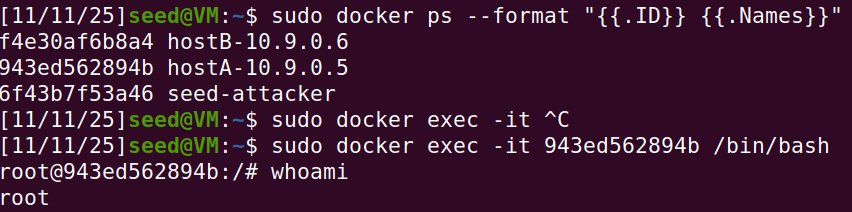 [11/11/25]seed@VM:~$ sudo docker ps --format "{{.ID}} {{.Names}}"
f4e30af6b8a4 hostB-10.9.0.6
943ed562894b hostA-10.9.0.5
6f43b7f53a46 seed-attacker
[11/11/25]seed@VM:~$ sudo docker exec -it ^C
[11/11/25]seed@VM:~$ sudo docker exec -it 943ed562894b /bin/bash
root@943ed562894b:/# whoami
root